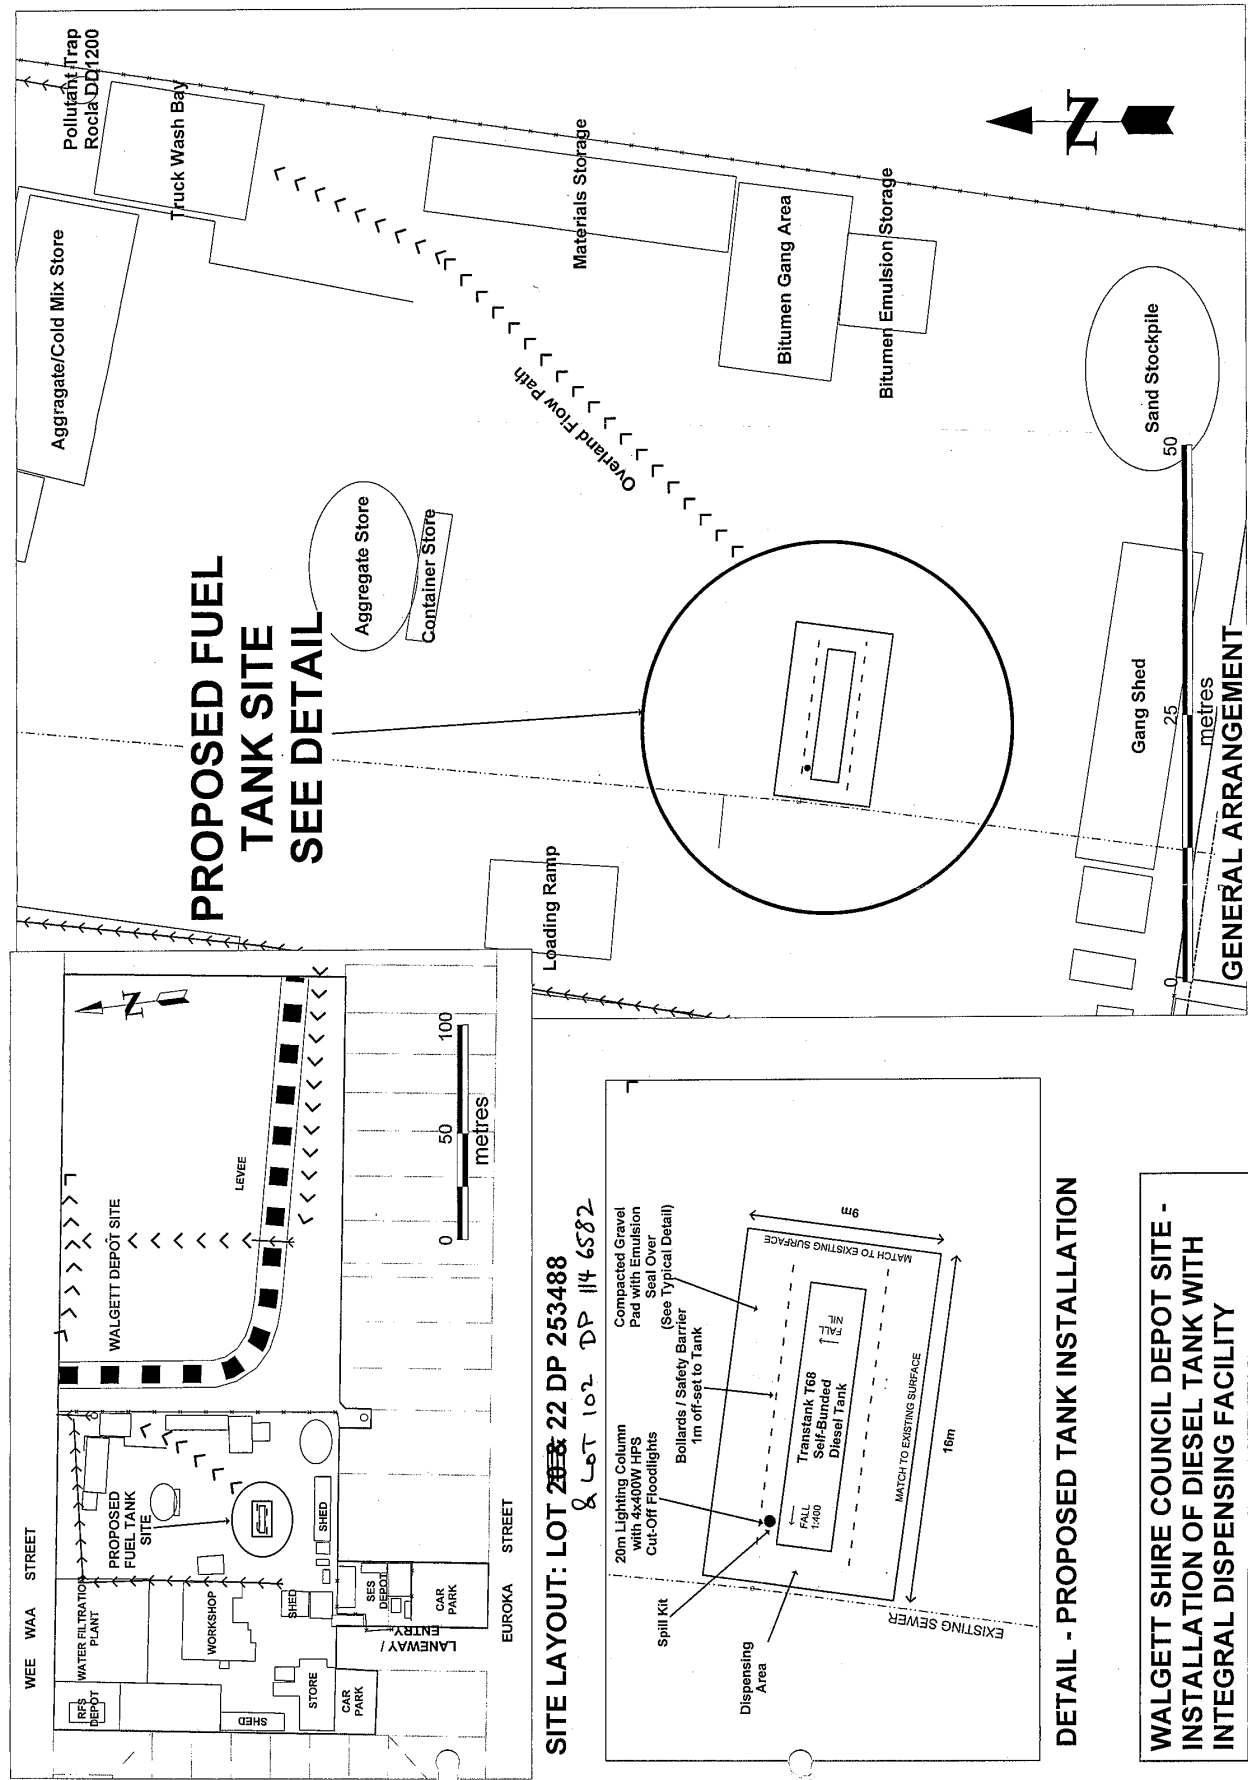 WEE WAA STREET
RFS
DEPOT
WATER FILTRATION
PLANT
PROPOSED
FUEL TANK
SITE
WALGETT DEPOT SITE
LEVEE
N
WORKSHOP
SHED
SHED
SHED
STORE
CAR
PARK
LANEWAY /
ENTRY
SES
DEPOT
CAR
PARK
EUROKA STREET
0 50 100
metres
SITE LAYOUT: LOT 20 & 22 DP 253488
& LOT 102 DP 1146582
20m Lighting Column
with 4x400W HPS
Cut-Off Floodlights
Compacted Gravel
Pad with Emulsion
Seal Over
(See Typical Detail)
Bollards / Safety Barrier
1m off-set to Tank
Spill Kit
Dispensing
Area
FALL
1:400
Transtank T68
Self-Bunded
Diesel Tank
FALL
NIL
MATCH TO EXISTING SURFACE
MATCH TO EXISTING SURFACE
9m
16m
EXISTING SEWER
DETAIL - PROPOSED TANK INSTALLATION
WALGETT SHIRE COUNCIL DEPOT SITE -
INSTALLATION OF DIESEL TANK WITH
INTEGRAL DISPENSING FACILITY
Pollutant Trap
Rocla DD1200
Truck Wash Bay
Aggragate/Cold Mix Store
PROPOSED FUEL
TANK SITE
SEE DETAIL
Aggregate Store
Container Store
Overland Flow Path
Materials Storage
Bitumen Gang Area
Bitumen Emulsion Storage
Sand Stockpile
N
Loading Ramp
Gang Shed
0 25 50
metres
GENERAL ARRANGEMENT